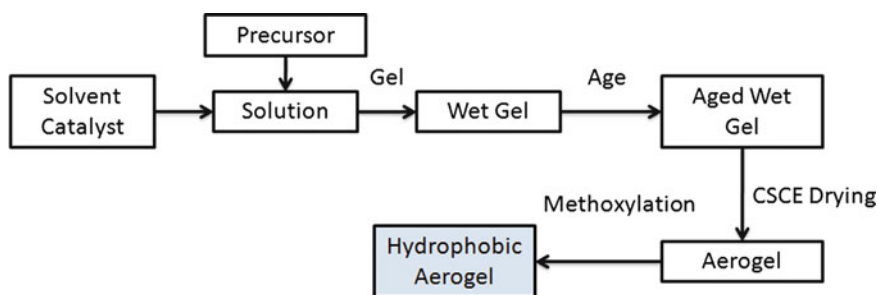 Precursor
Solvent
Catalyst
Solution
Gel
Wet Gel
Age
Aged Wet
Gel
CSCE Drying
Aerogel
Methoxylation
Hydrophobic
Aerogel